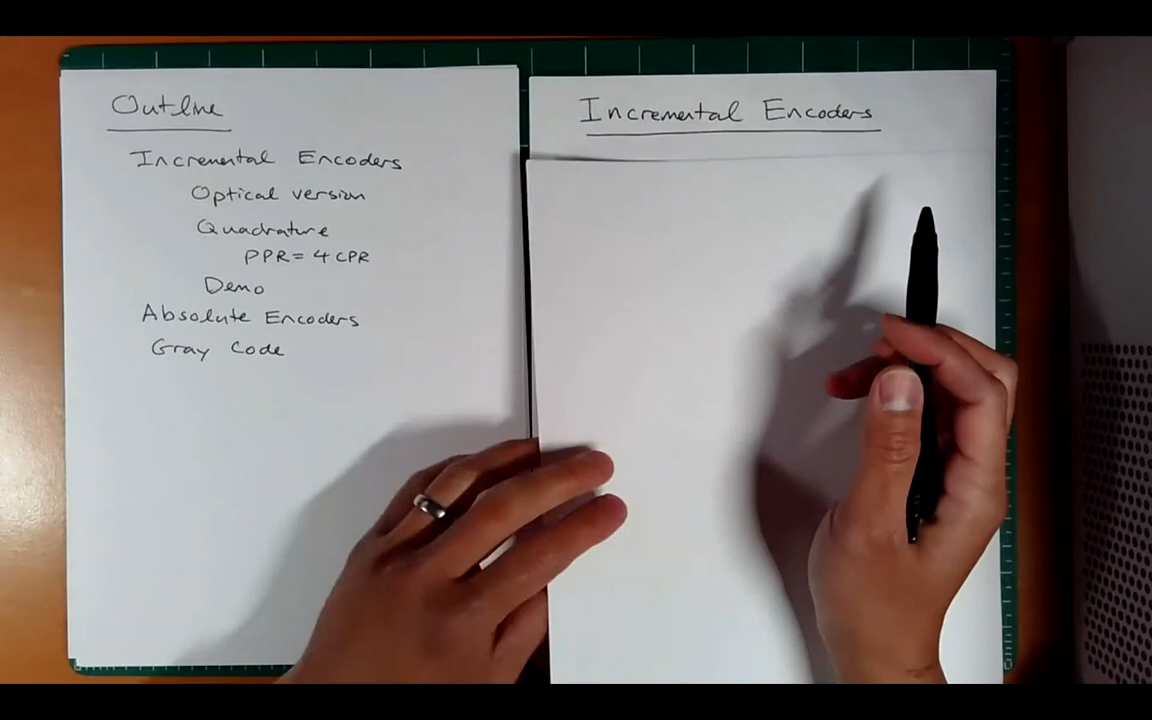 Outline
Incremental Encoders
Optical version
Quadrature
PPR = 4 CPR
Demo
Absolute Encoders
Gray Code
Incremental Encoders